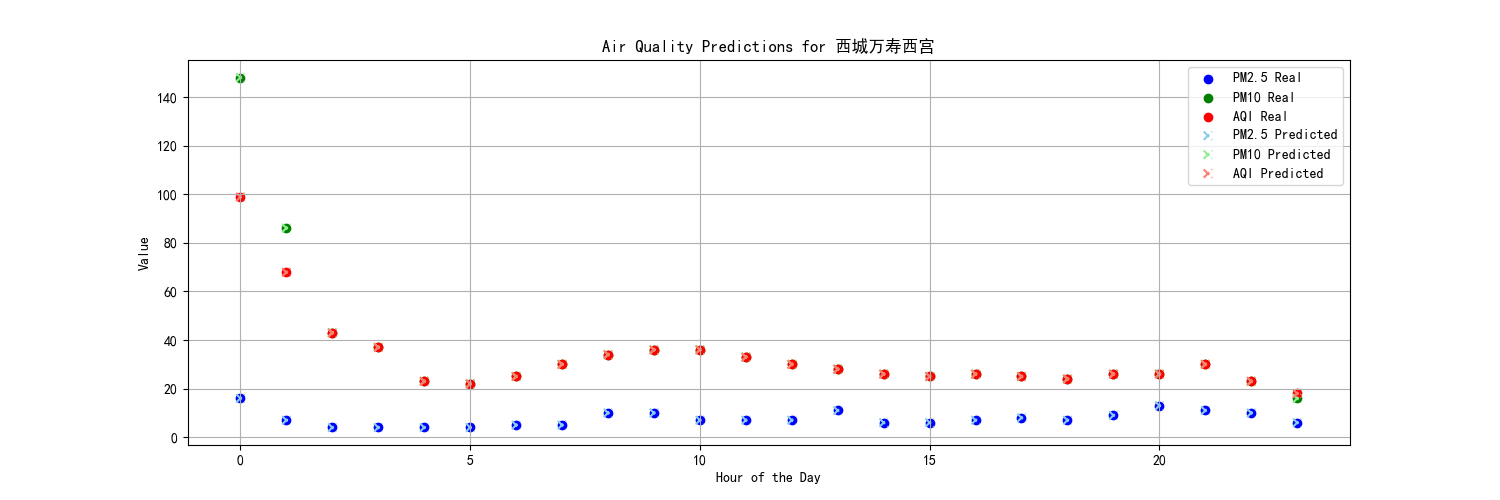 Air Quality Predictions for 西城万寿西宫
PM2.5 Real
PM10 Real
AQI Real
PM2.5 Predicted
PM10 Predicted
AQI Predicted
Value
140
120
100
80
60
40
20
0
0 5 10 15 20
Hour of the Day